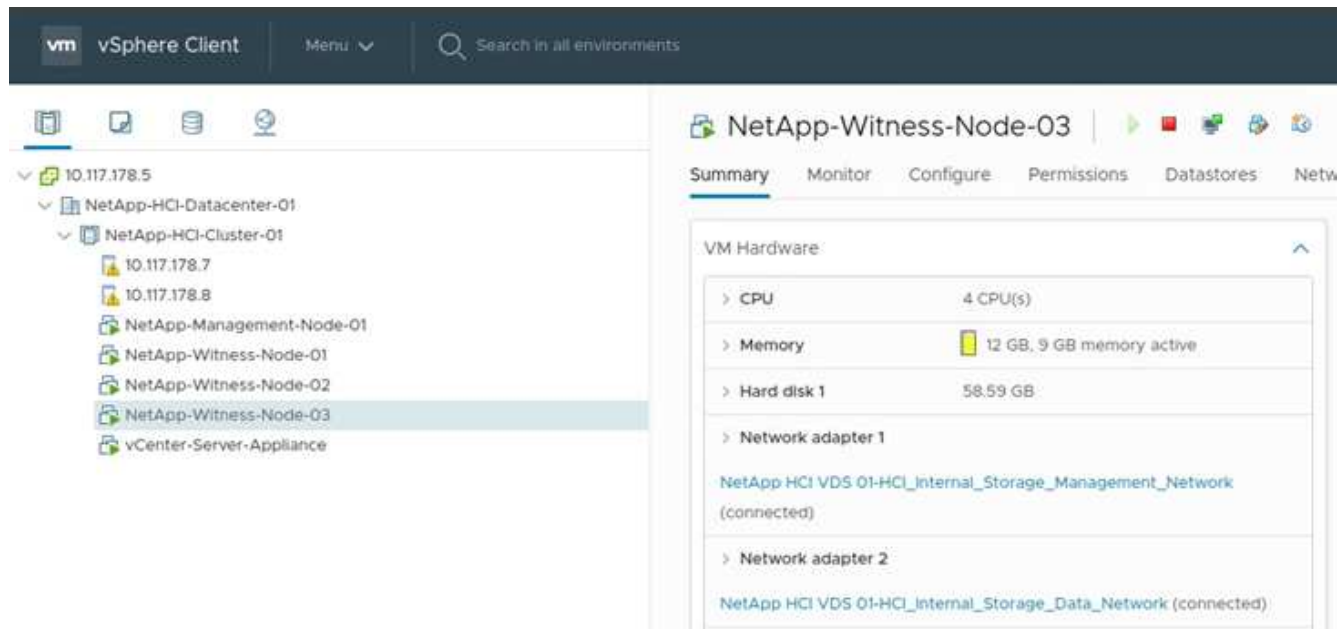 vm vSphere Client Menu Search in all environments
10.117.178.5
NetApp-HCI-Datacenter-01
NetApp-HCI-Cluster-01
10.117.178.7
10.117.178.8
NetApp-Management-Node-01
NetApp-Witness-Node-01
NetApp-Witness-Node-02
NetApp-Witness-Node-03
vCenter-Server-Appliance
NetApp-Witness-Node-03
Summary Monitor Configure Permissions Datastores Netw
VM Hardware
CPU 4 CPU(s)
Memory 12 GB, 9 GB memory active
Hard disk 1 58.59 GB
Network adapter 1
NetApp HCI VDS 01-HCI_Internal_Storage_Management_Network
(connected)
Network adapter 2
NetApp HCI VDS 01-HCI_Internal_Storage_Data_Network (connected)